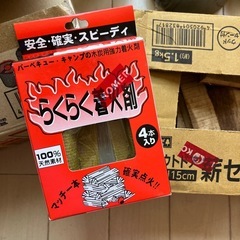 安全・確実・スピーディ
バーベキュー・キャンプの木炭用強力着火剤
らくらく着火剤
KOMERI
4本
入り
100%
天然素材
マッチ一本
確実点火!!
約1.5kg
15cm
新セ